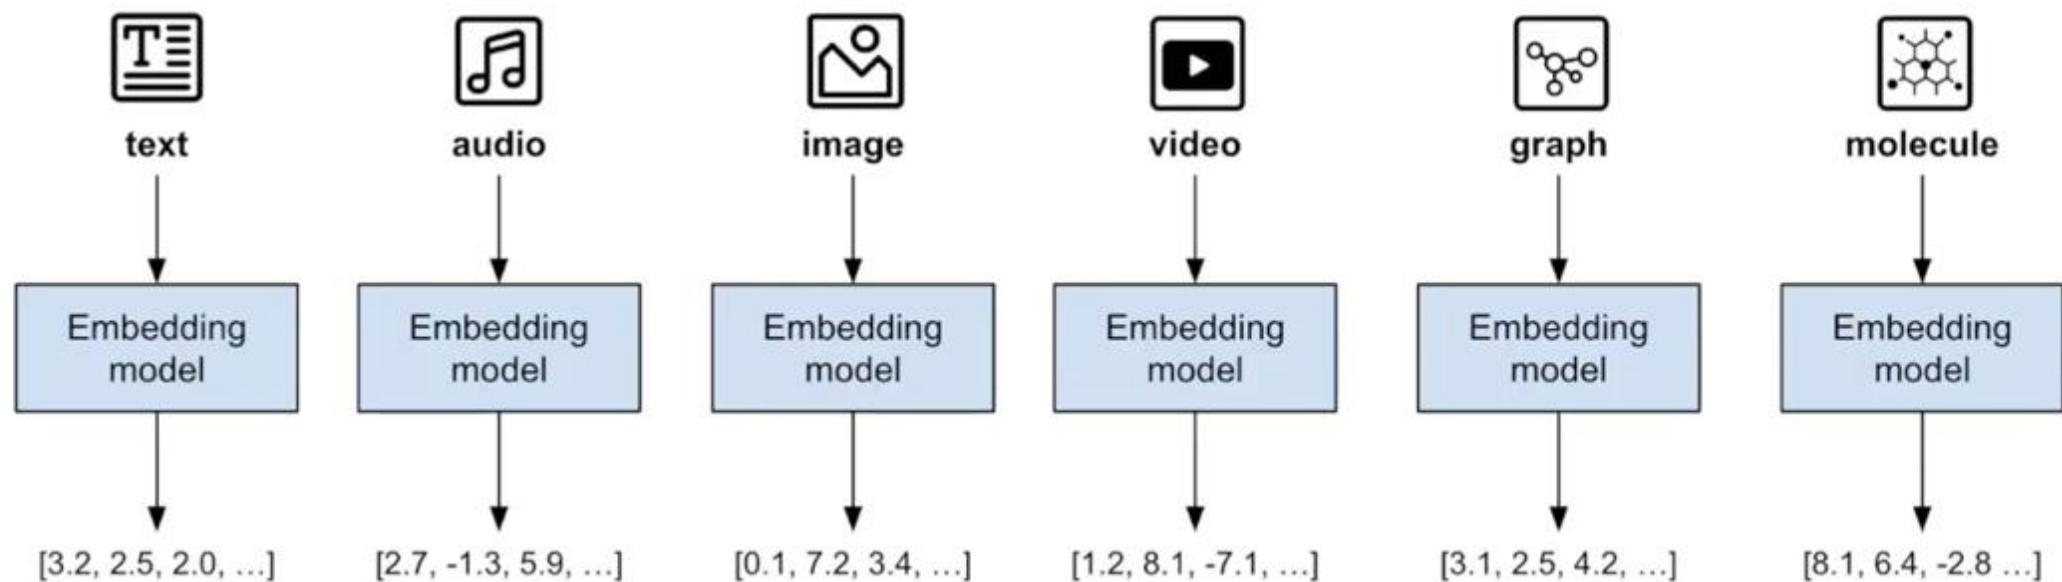 T
text audio image video graph molecule
Embedding model Embedding model Embedding model Embedding model Embedding model Embedding model
[3.2, 2.5, 2.0, …] [2.7, -1.3, 5.9, …] [0.1, 7.2, 3.4, …] [1.2, 8.1, -7.1, …] [3.1, 2.5, 4.2, …] [8.1, 6.4, -2.8 …]